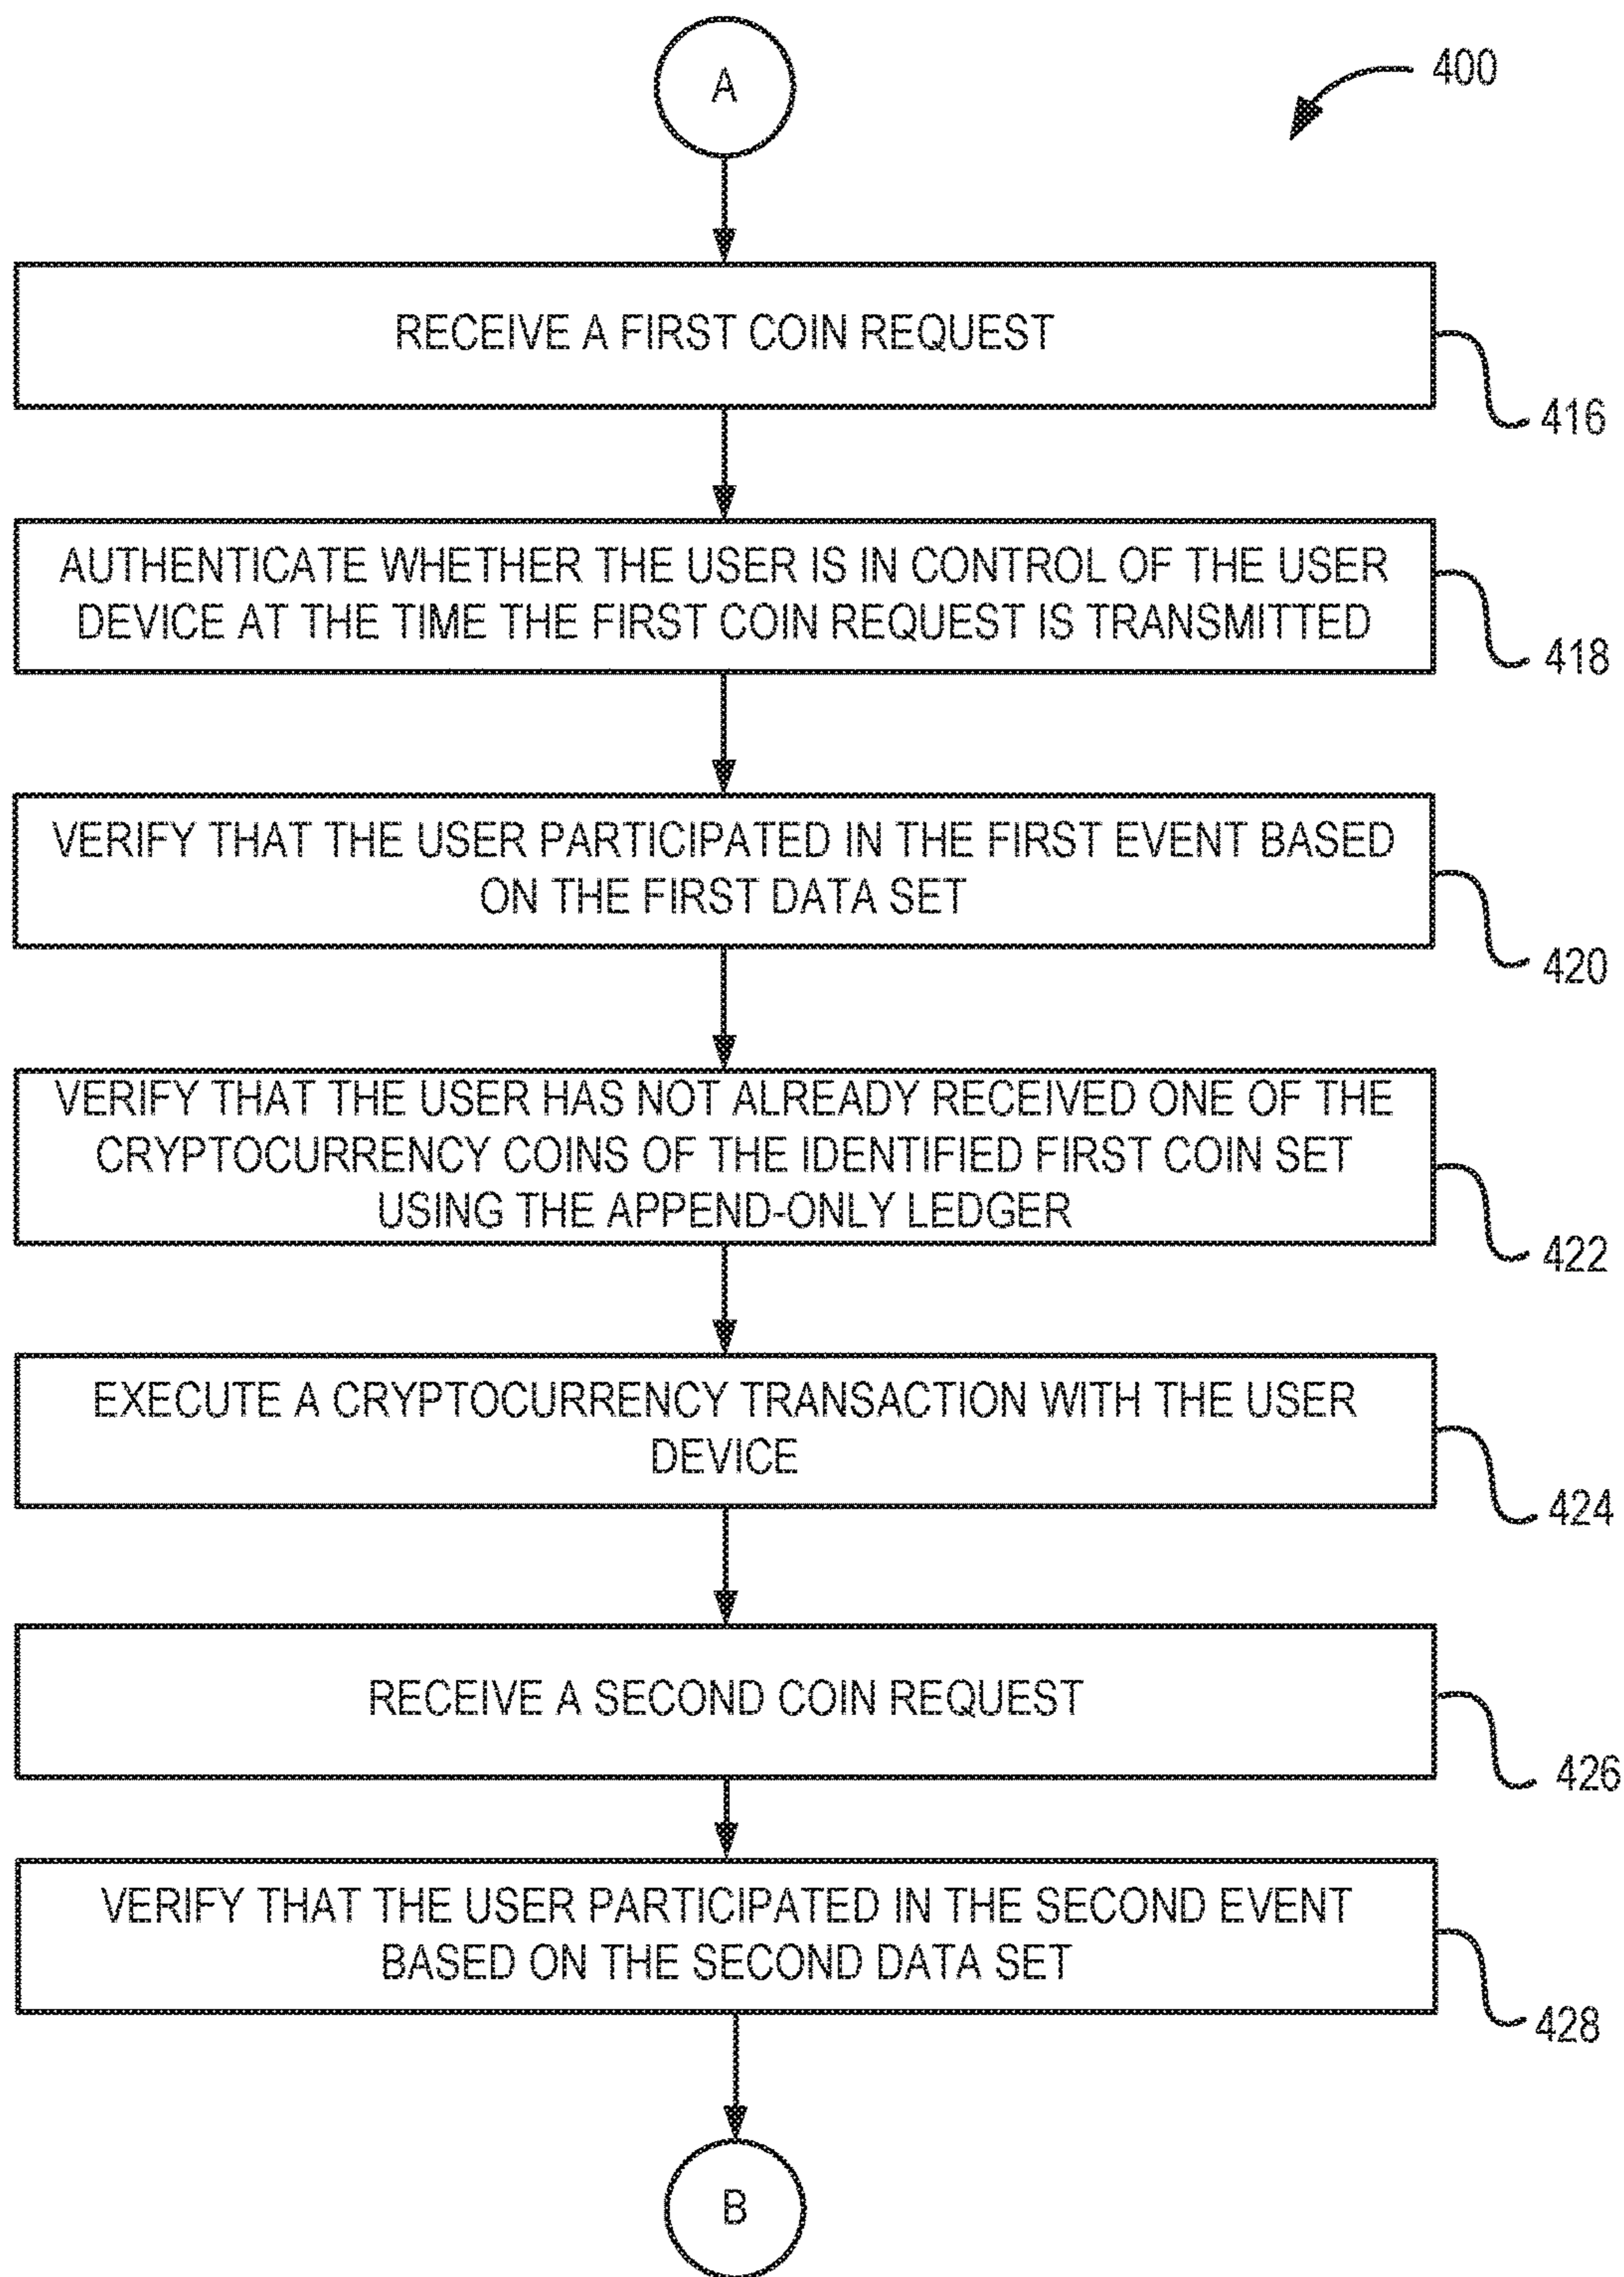 A
400
RECEIVE A FIRST COIN REQUEST
416
AUTHENTICATE WHETHER THE USER IS IN CONTROL OF THE USER
DEVICE AT THE TIME THE FIRST COIN REQUEST IS TRANSMITTED
418
VERIFY THAT THE USER PARTICIPATED IN THE FIRST EVENT BASED
ON THE FIRST DATA SET
420
VERIFY THAT THE USER HAS NOT ALREADY RECEIVED ONE OF THE
CRYPTOCURRENCY COINS OF THE IDENTIFIED FIRST COIN SET
USING THE APPEND-ONLY LEDGER
422
EXECUTE A CRYPTOCURRENCY TRANSACTION WITH THE USER
DEVICE
424
RECEIVE A SECOND COIN REQUEST
426
VERIFY THAT THE USER PARTICIPATED IN THE SECOND EVENT
BASED ON THE SECOND DATA SET
428
B